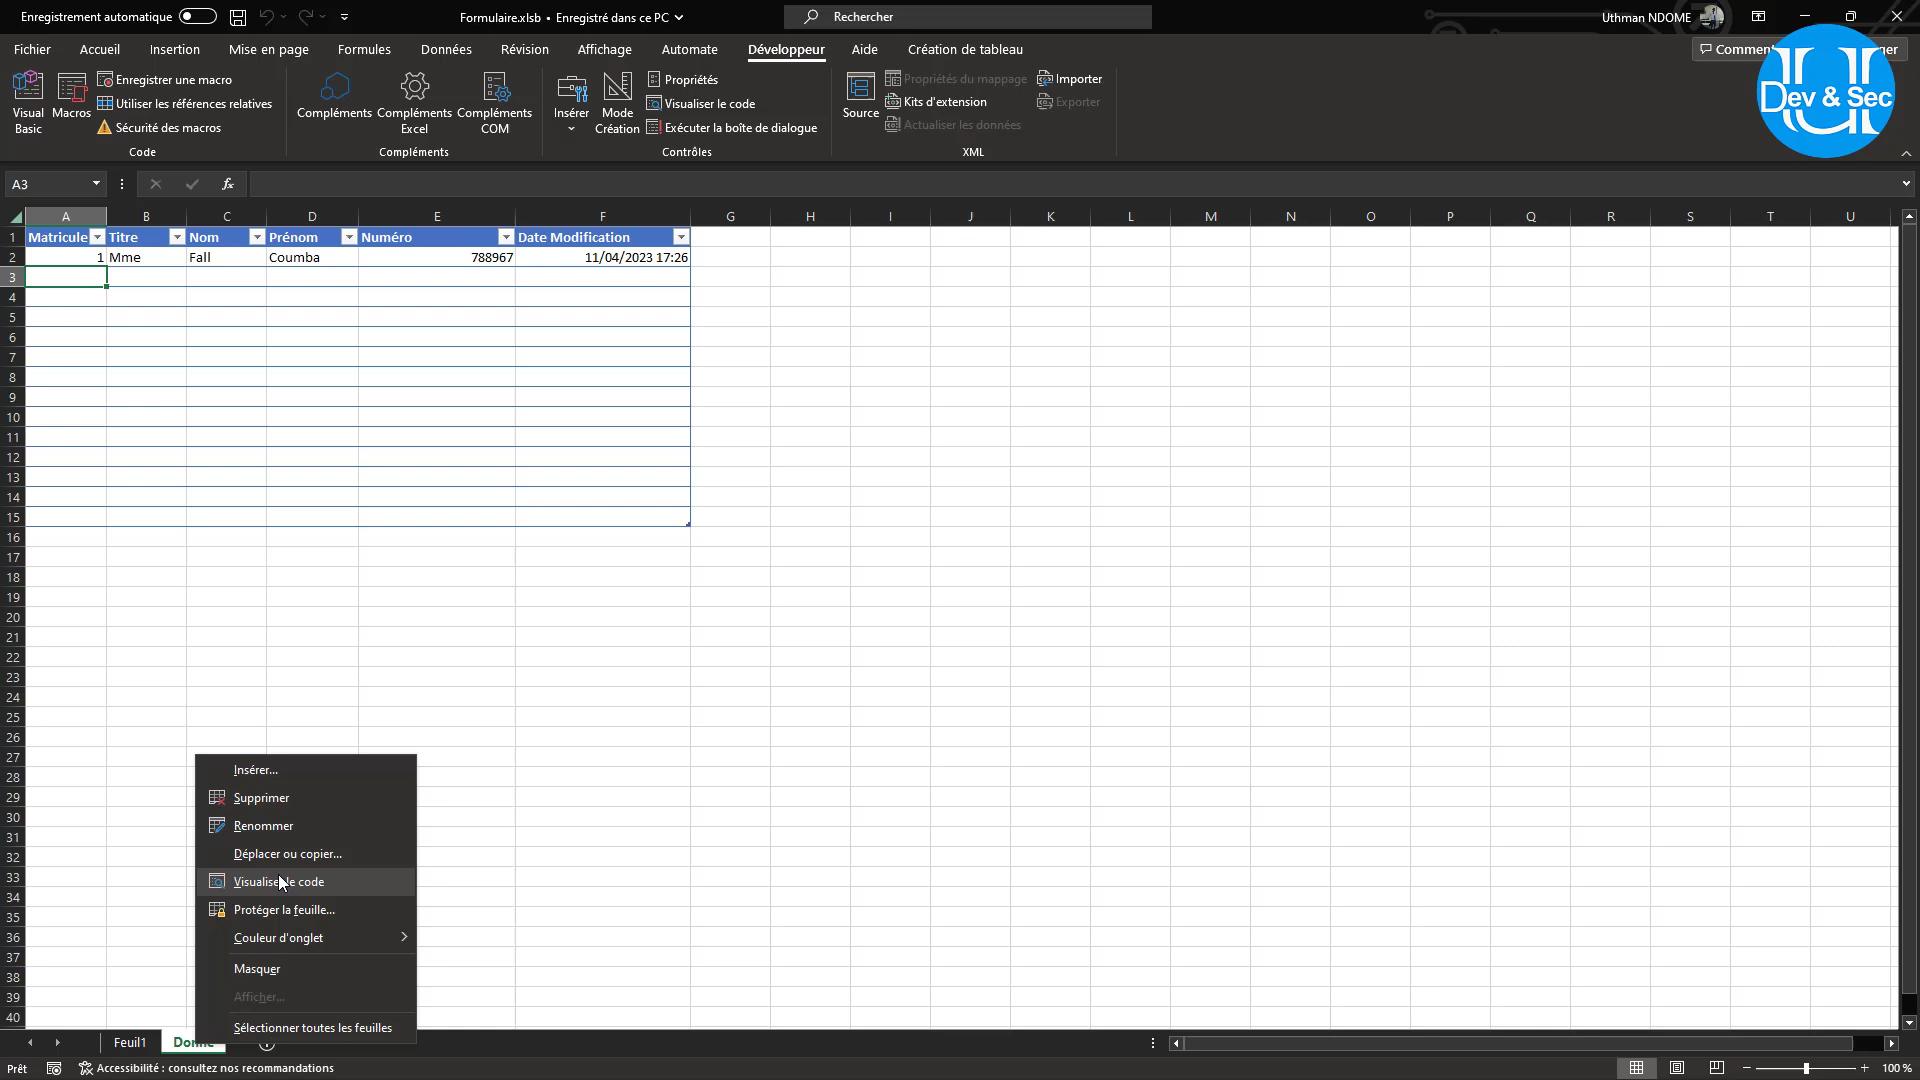 Enregistrement automatique
Formulaire.xlsb • Enregistré dans ce PC
Rechercher
Uthman NDOME
Fichier Accueil Insertion Mise en page Formules Données Révision Affichage Automate Développeur Aide Création de tableau
Dev & Sec
Visual Basic
Macros
Enregistrer une macro
Utiliser les références relatives
Sécurité des macros
Code
Compléments
Compléments Excel
Compléments COM
Compléments
Insérer
Mode Création
Propriétés
Visualiser le code
Exécuter la boîte de dialogue
Contrôles
Source
Propriétés du mappage
Kits d'extension
Actualiser les données
Importer
Exporter
XML
A3
fx
A B C D E F G H I J K L M N O P Q R S T U
1 Matricule Titre Nom Prénom Numéro Date Modification
2 1 Mme Fall Coumba 788967 11/04/2023 17:26
3
4
5
6
7
8
9
10
11
12
13
14
15
16
17
18
19
20
21
22
23
24
25
26
27
28
29
30
31
32
33
34
35
36
37
38
39
40
Insérer...
Supprimer
Renommer
Déplacer ou copier...
Visualiser le code
Protéger la feuille...
Couleur d'onglet
Masquer
Afficher...
Sélectionner toutes les feuilles
Feuil1
Prêt
Accessibilité : consultez nos recommandations
100 %